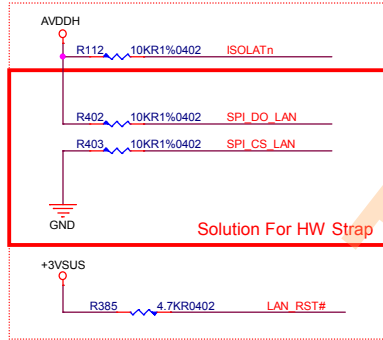 AVDDH
R112 10KR1%0402 ISOLATn
R402 10KR1%0402 SPI_DO_LAN
R403 10KR1%0402 SPI_CS_LAN
GND
Solution For HW Strap
+3VSUS
R385 4.7KR0402 LAN_RST#